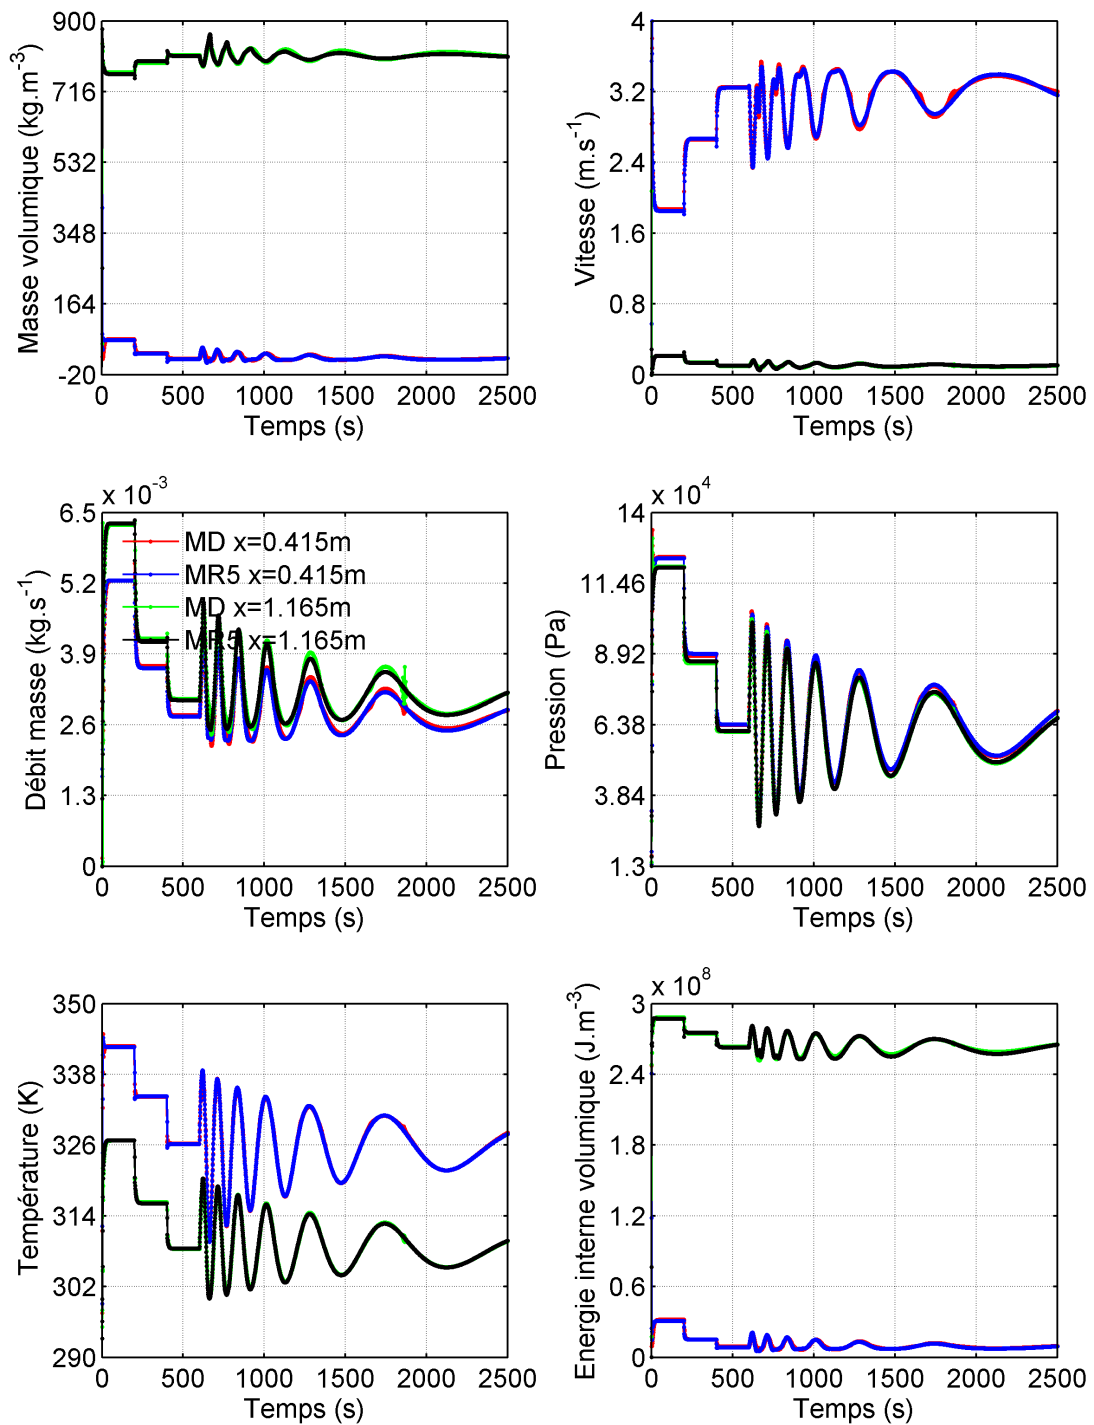 900
716
532
348
164
-20
Masse volumique (kg.m-3)
0 500 1000 1500 2000 2500
Temps (s)
4
3.2
2.4
1.6
0.8
0
Vitesse (m.s-1)
0 500 1000 1500 2000 2500
Temps (s)
x 10-3
6.5
5.2
3.9
2.6
1.3
0
Débit masse (kg.s-1)
MD x=0.415m
MR5 x=0.415m
MD x=1.165m
MR5 x=1.165m
0 500 1000 1500 2000 2500
Temps (s)
x 104
14
11.46
8.92
6.38
3.84
1.3
Pression (Pa)
0 500 1000 1500 2000 2500
Temps (s)
350
338
326
314
302
290
Température (K)
0 500 1000 1500 2000 2500
Temps (s)
x 108
3
2.4
1.8
1.2
0.6
0
Energie interne volumique (J.m-3)
0 500 1000 1500 2000 2500
Temps (s)